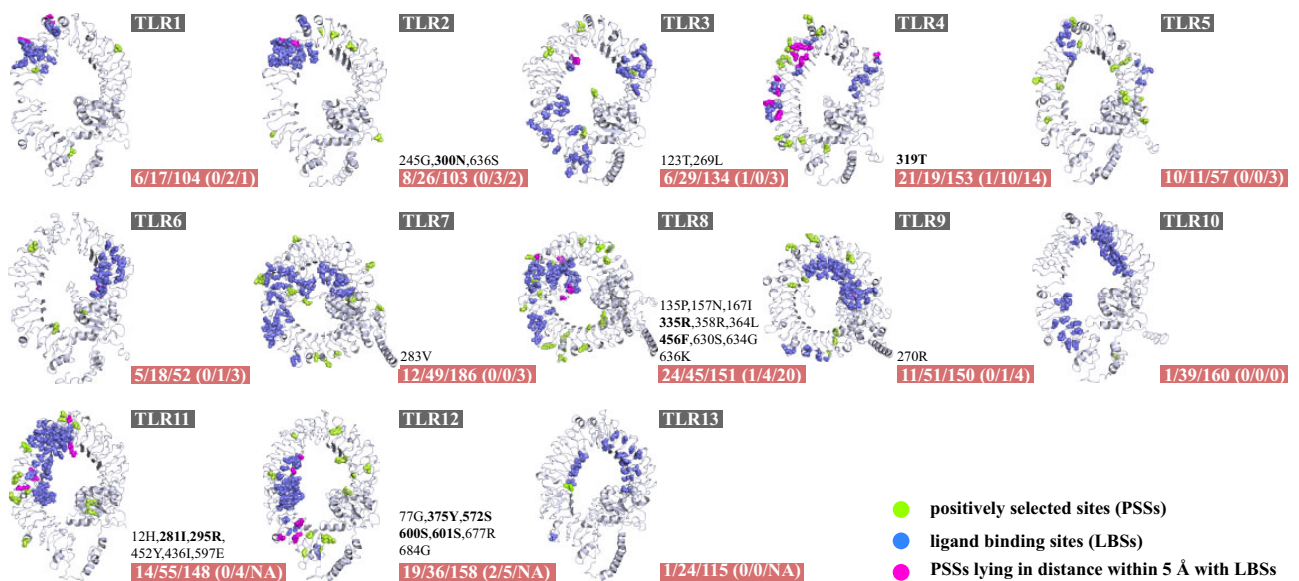 TLR1
6/17/104 (0/2/1)
TLR2
245G,300N,636S
8/26/103 (0/3/2)
TLR3
123T,269L
6/29/134 (1/0/3)
TLR4
319T
21/19/153 (1/10/14)
TLR5
10/11/57 (0/0/3)
TLR6
5/18/52 (0/1/3)
TLR7
283V
12/49/186 (0/0/3)
TLR8
135P,157N,167I
335R,358R,364L
456F,630S,634G
636K
24/45/151 (1/4/20)
TLR9
270R
11/51/150 (0/1/4)
TLR10
1/39/160 (0/0/0)
TLR11
12H,281I,295R,
452Y,436I,597E
14/55/148 (0/4/NA)
TLR12
77G,375Y,572S
600S,601S,677R
684G
19/36/158 (2/5/NA)
TLR13
1/24/115 (0/0/NA)
positively selected sites (PSSs)
ligand binding sites (LBSs)
PSSs lying in distance within 5 Å with LBSs